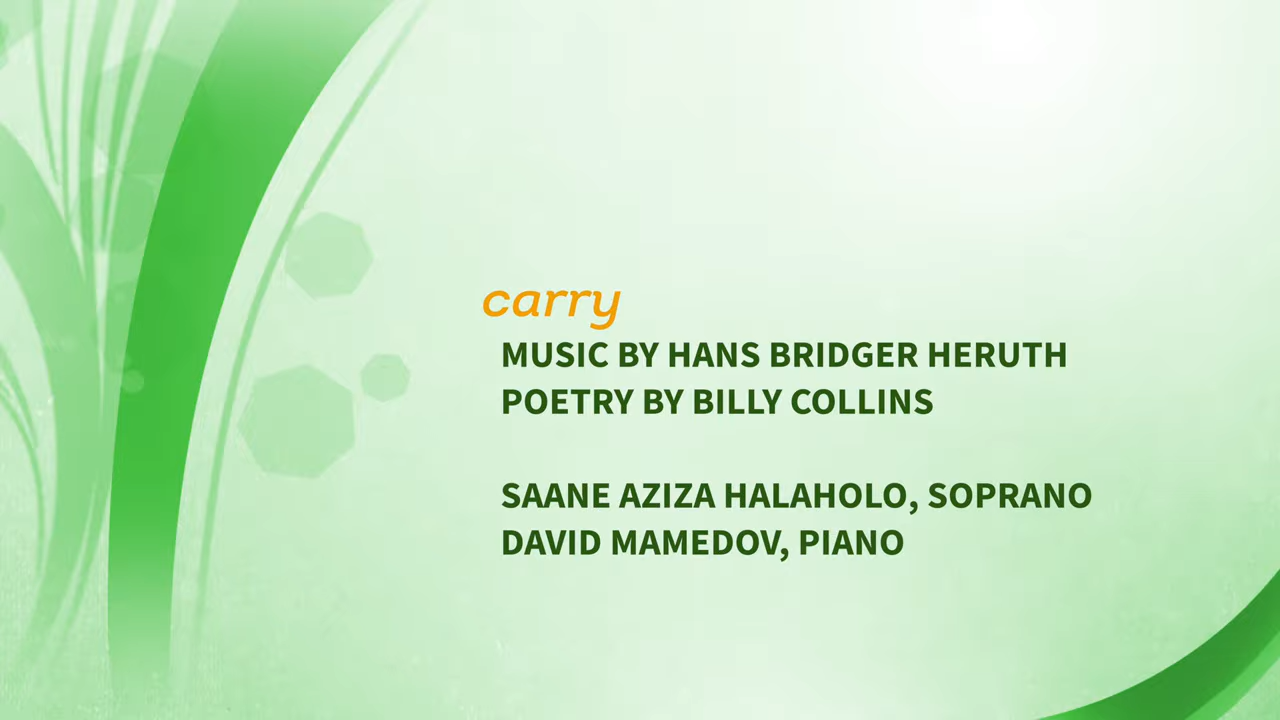 carry
MUSIC BY HANS BRIDGER HERUTH
POETRY BY BILLY COLLINS
SAANE AZIZA HALAHOLO, SOPRANO
DAVID MAMEDOV, PIANO